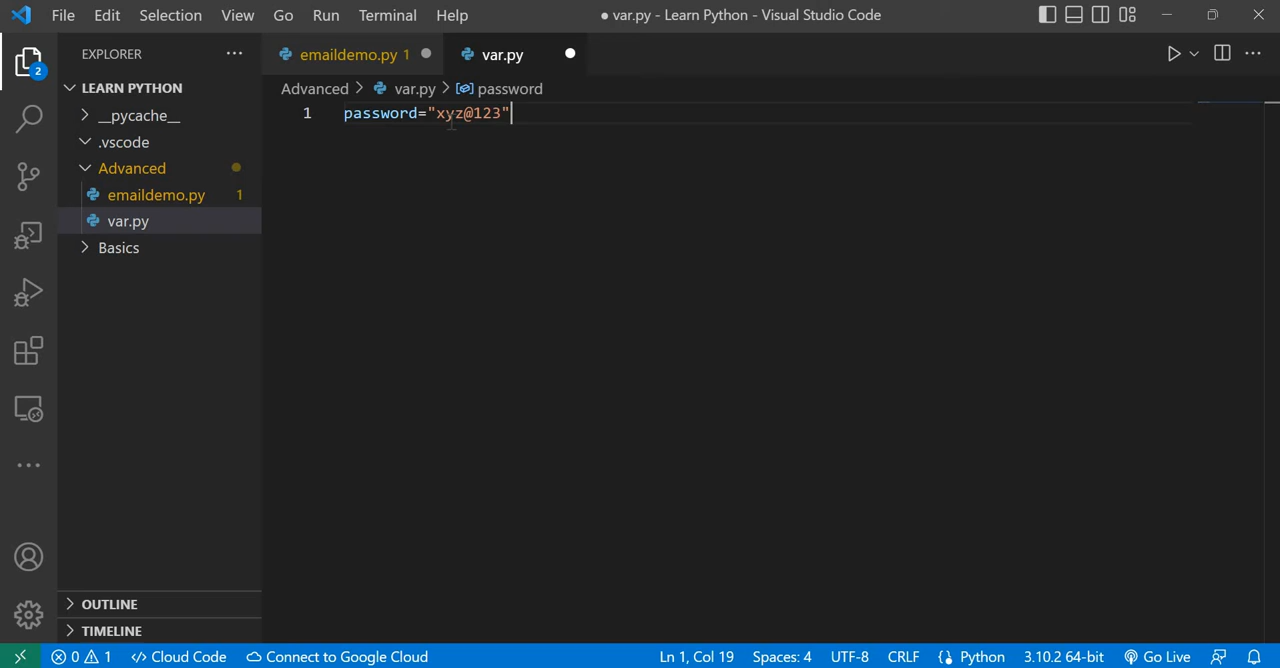 File Edit Selection View Go Run Terminal Help
● var.py - Learn Python - Visual Studio Code
2
EXPLORER
LEARN PYTHON
__pycache__
.vscode
Advanced
emaildemo.py 1
var.py
Basics
OUTLINE
TIMELINE
emaildemo.py 1
var.py
Advanced > var.py > password
1 password="xyz@123"
0 1 Cloud Code Connect to Google Cloud Ln 1, Col 19 Spaces: 4 UTF-8 CRLF Python 3.10.2 64-bit Go Live